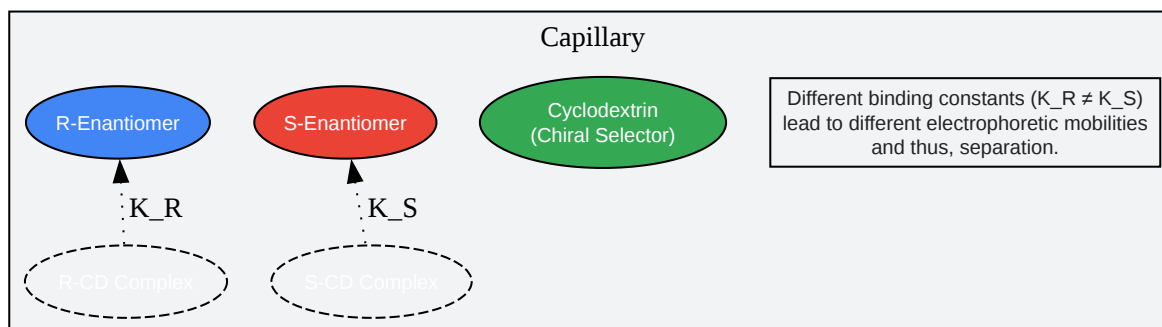 Capillary
R-Enantiomer
S-Enantiomer
Cyclodextrin
(Chiral Selector)
Different binding constants (K_R ≠ K_S)
lead to different electrophoretic mobilities
and thus, separation.
K_R
K_S
R-CD Complex
S-CD Complex